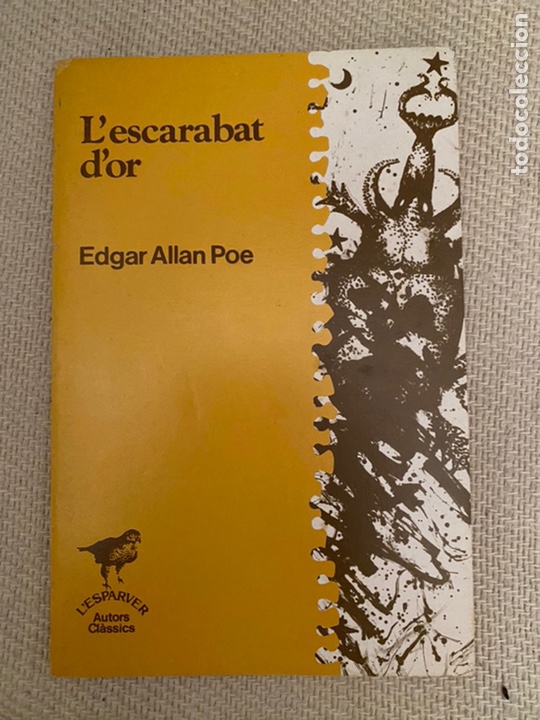 L'escarabat
d'or
Edgar Allan Poe
L'ESPARVER
Autors
Clàssics
todocoleccion